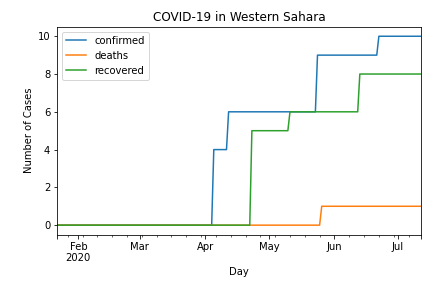 COVID-19 in Western Sahara
confirmed
deaths
recovered
Number of Cases
10
8
6
4
2
0
Feb Mar Apr May Jun Jul
2020
Day